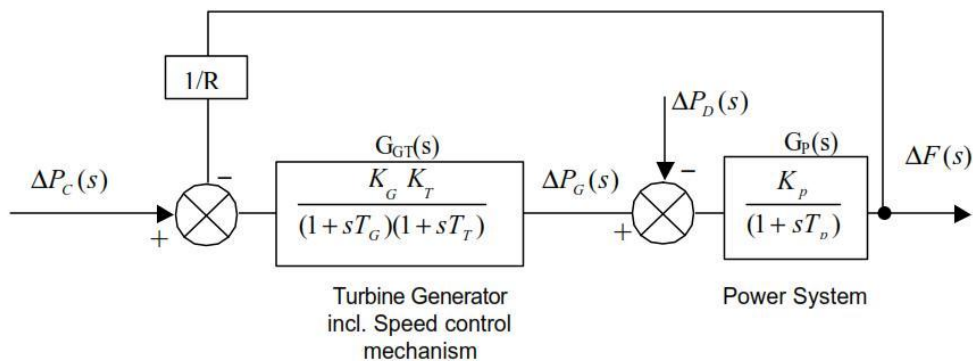 1/R
ΔP_D(s)
G_GT(s)
G_P(s)
ΔF(s)
ΔP_C(s)
−
K_G K_T
(1+sT_G)(1+sT_T)
ΔP_G(s)
−
K_p
(1+sT_p)
+
+
Turbine Generator
incl. Speed control
mechanism
Power System